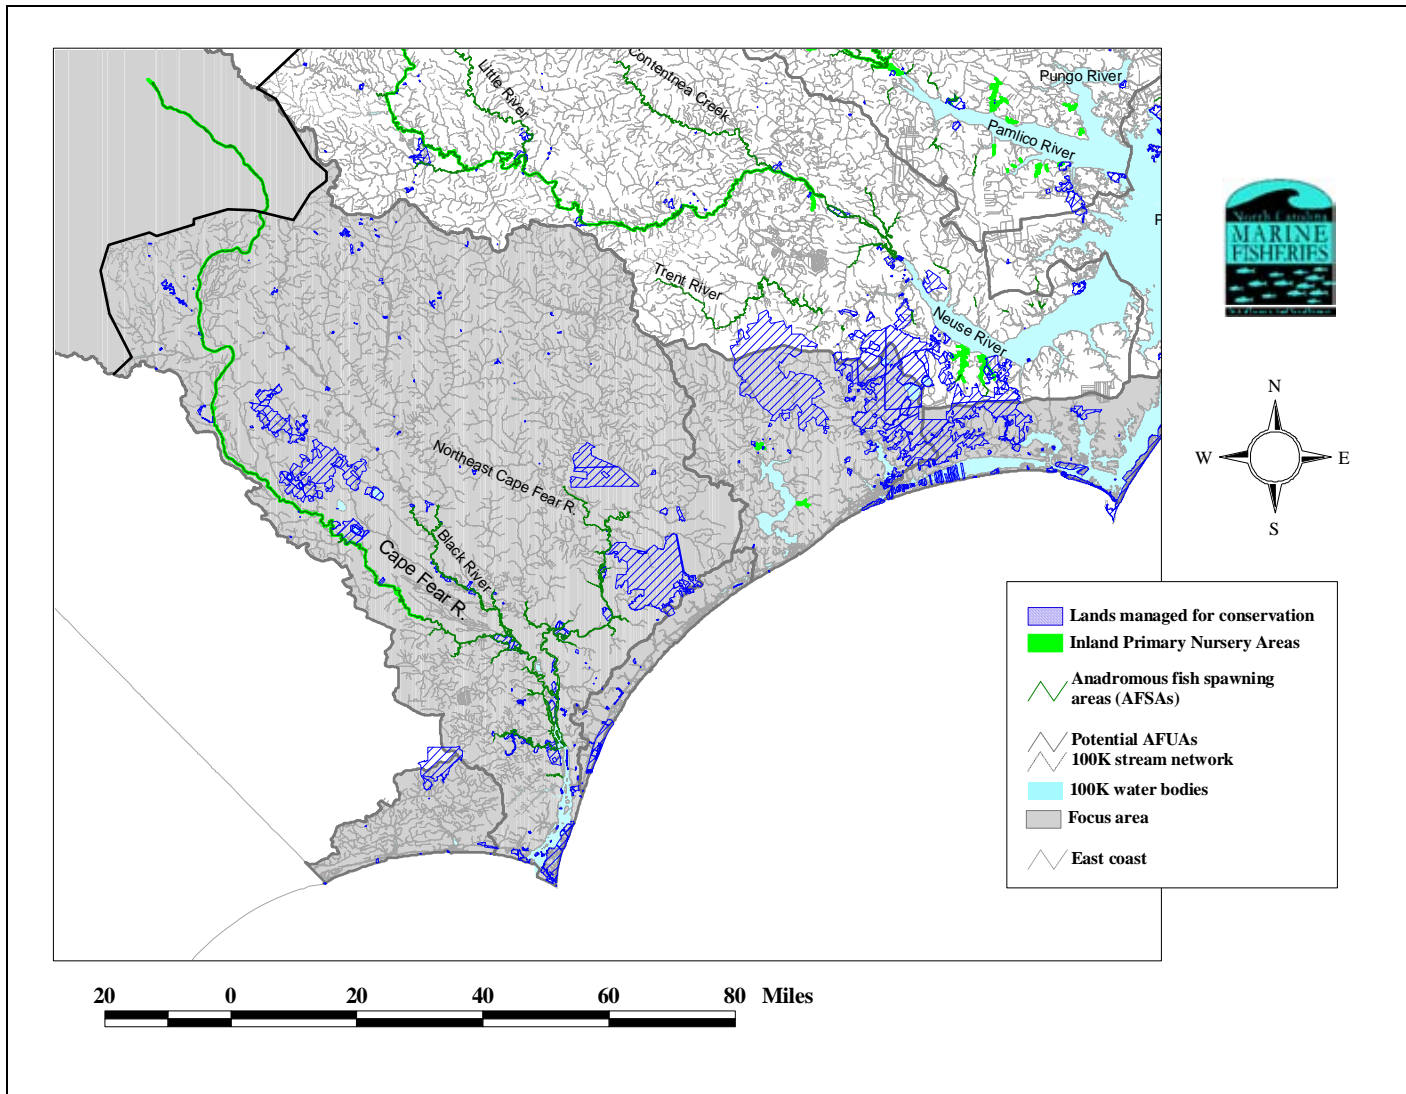 Little River
Contentnea Creek
Pungo River
Pamlico River
Trent River
Neuse River
Northeast Cape Fear R.
Black River
Cape Fear R.
North Carolina
MARINE
FISHERIES
N
W
E
S
Lands managed for conservation
Inland Primary Nursery Areas
Anadromous fish spawning
areas (AFSAs)
Potential AFUAs
100K stream network
100K water bodies
Focus area
East coast
20 0 20 40 60 80 Miles